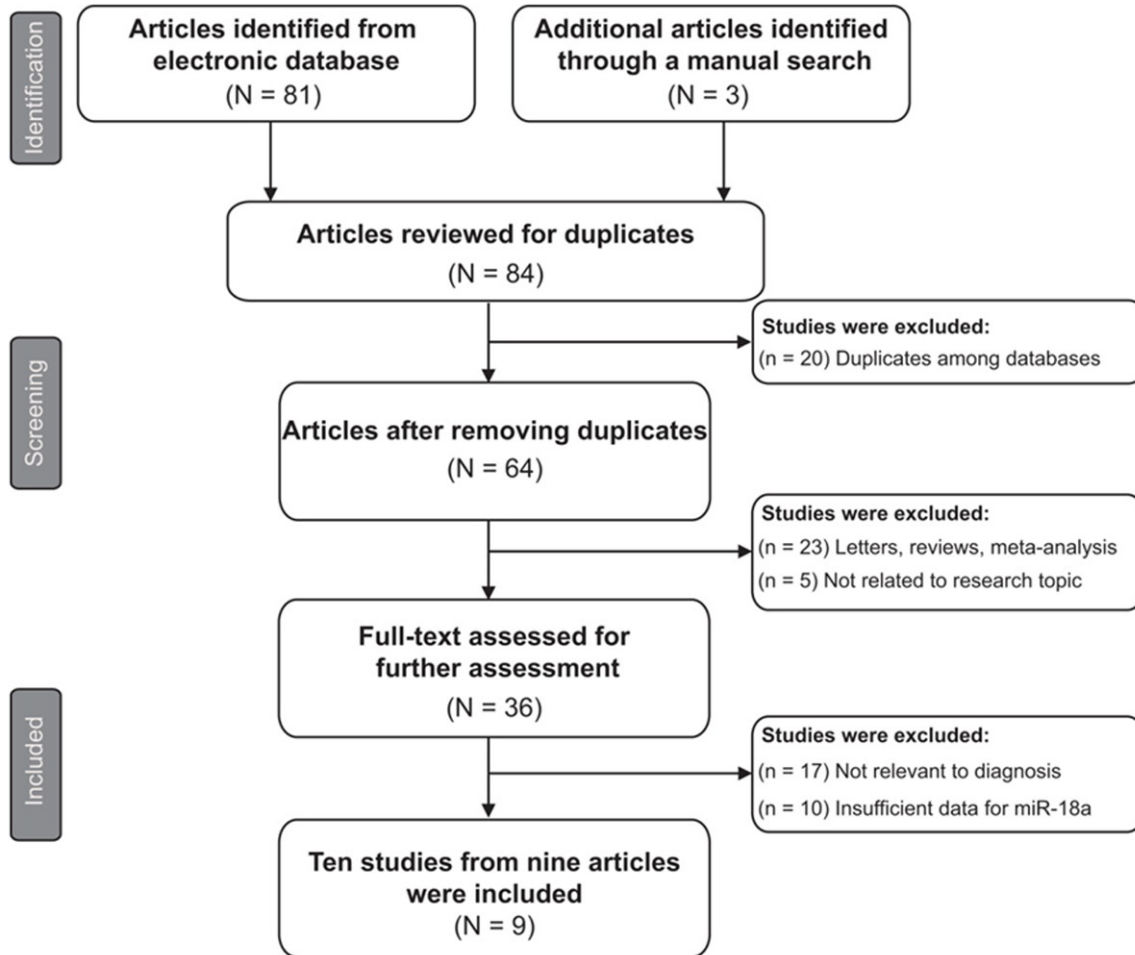 Identification
Articles identified from
electronic database
(N = 81)
Additional articles identified
through a manual search
(N = 3)
Articles reviewed for duplicates
(N = 84)
Studies were excluded:
(n = 20) Duplicates among databases
Screening
Articles after removing duplicates
(N = 64)
Studies were excluded:
(n = 23) Letters, reviews, meta-analysis
(n = 5) Not related to research topic
Full-text assessed for
further assessment
(N = 36)
Included
Studies were excluded:
(n = 17) Not relevant to diagnosis
(n = 10) Insufficient data for miR-18a
Ten studies from nine articles
were included
(N = 9)